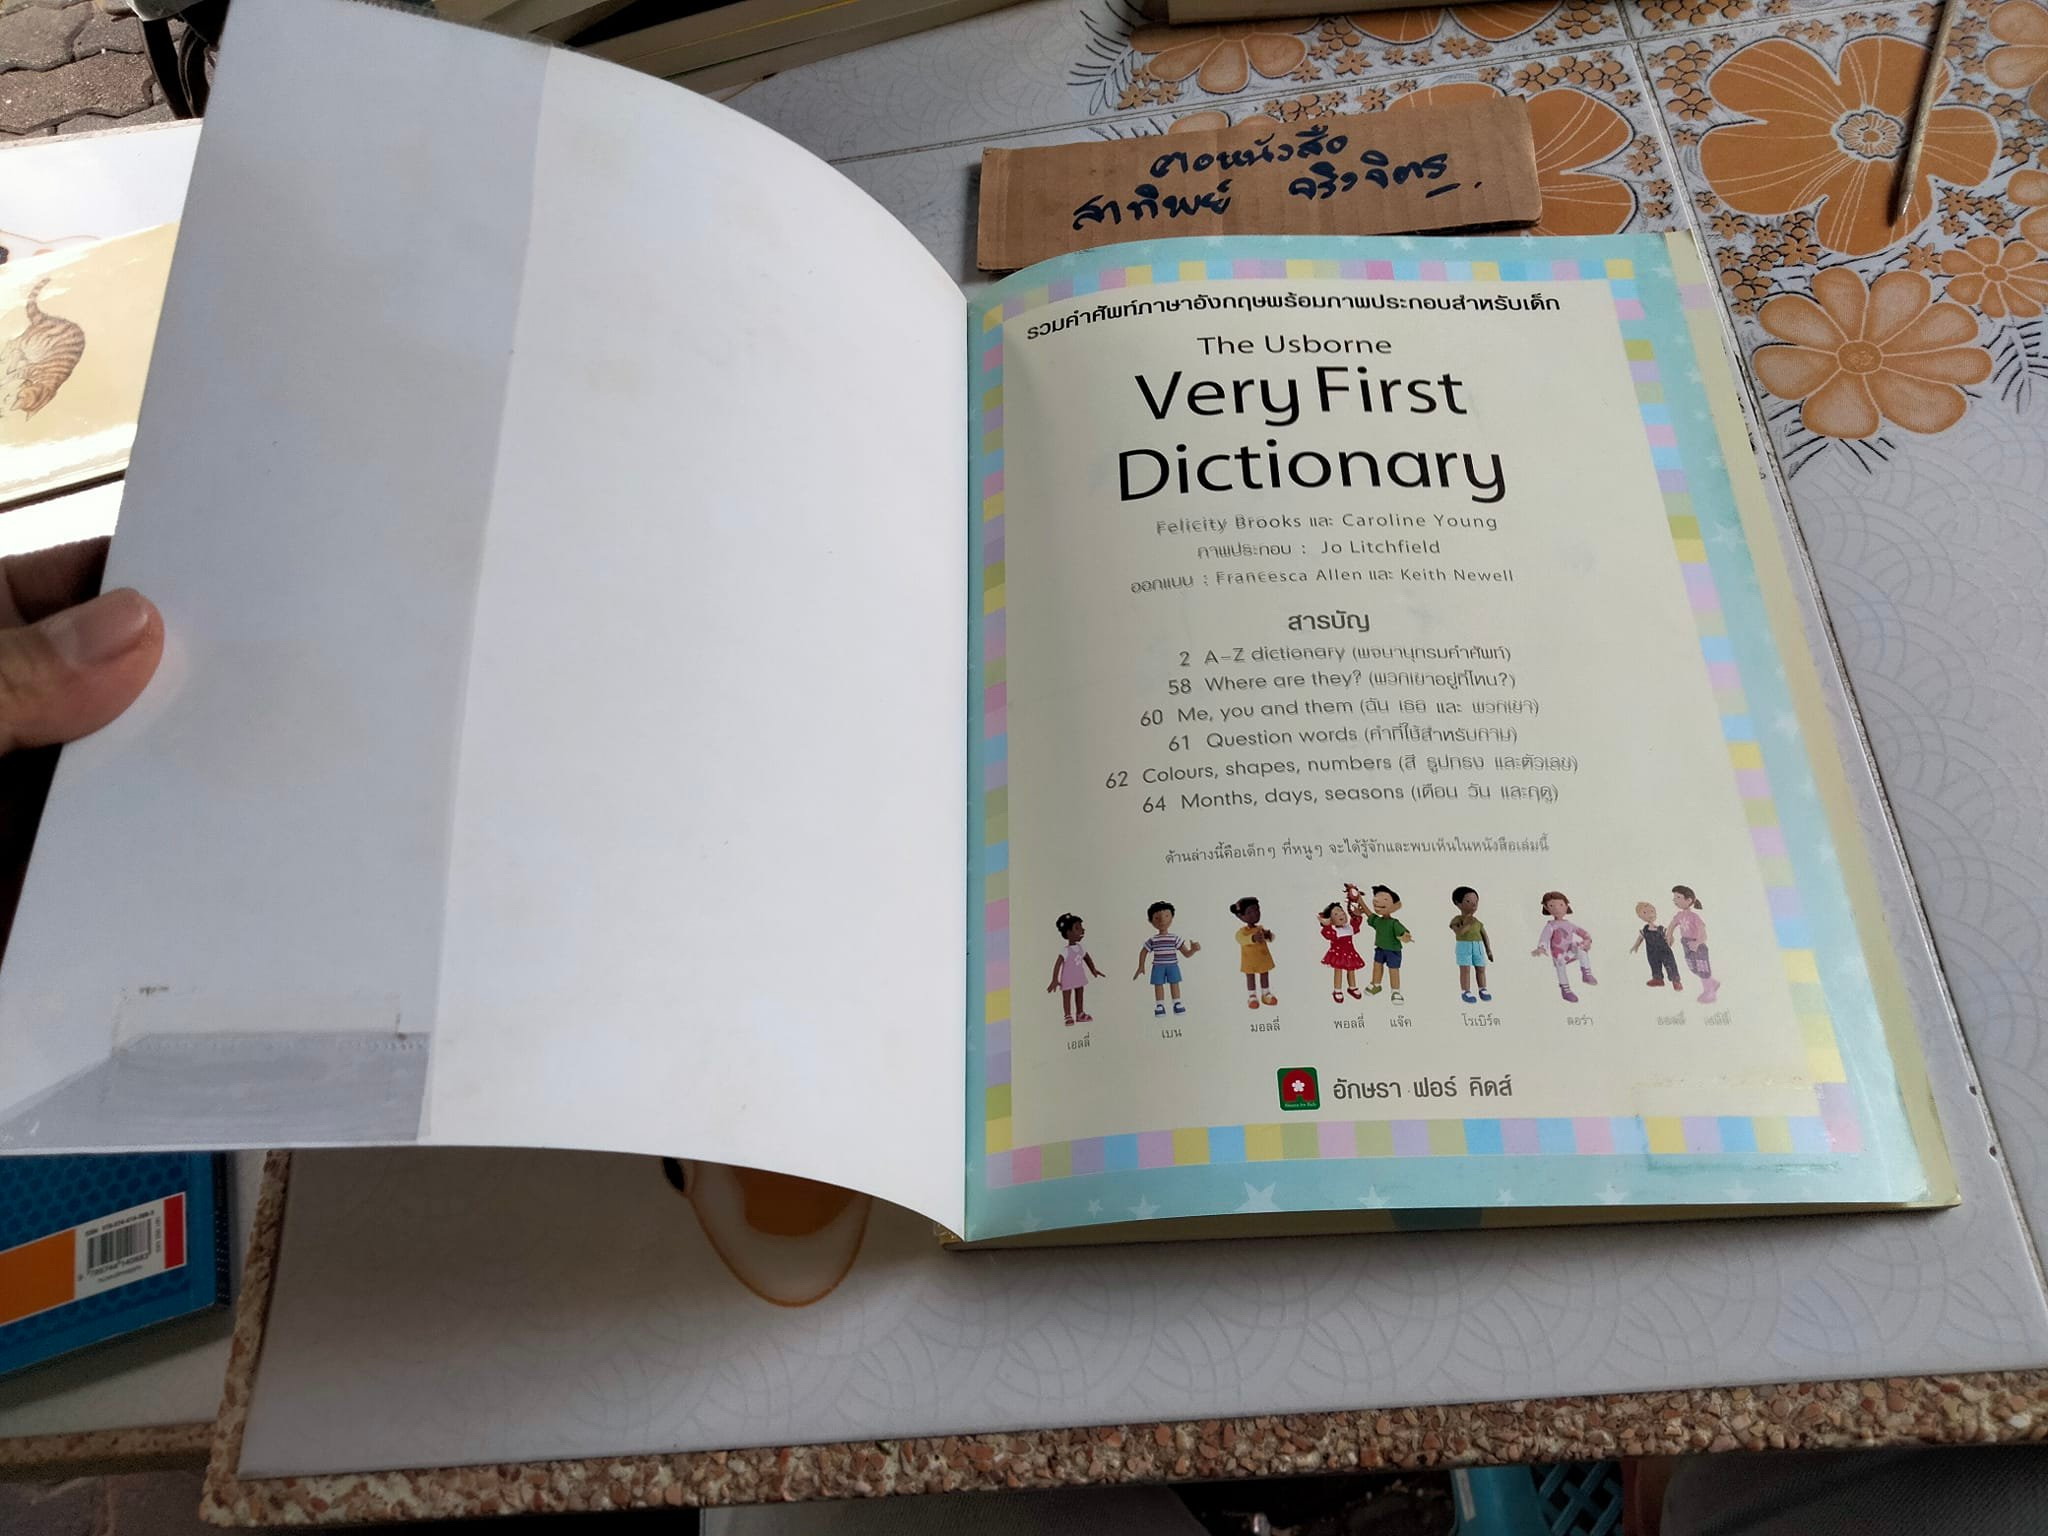 ตอหนังสือ
สาทิพย์ จริงจิตร
รวมคำศัพท์ภาษาอังกฤษพร้อมภาพประกอบสำหรับเด็ก
The Usborne
Very First
Dictionary
Felicity Brooks และ Caroline Young
ภาพประกอบ : Jo Litchfield
ออกแบบ : Francesca Allen และ Keith Newell
สารบัญ
2 A-Z dictionary (พจนานุกรมคำศัพท์)
58 Where are they? (พวกเขาอยู่ที่ไหน?)
60 Me, you and them (ฉัน เธอ และ พวกเขา)
61 Question words (คำที่ใช้สำหรับถาม)
62 Colours, shapes, numbers (สี รูปทรง และตัวเลข)
64 Months, days, seasons (เดือน วัน และฤดู)
ด้านล่างนี้คือเด็กๆ ที่หนูๆ จะได้รู้จักและพบเห็นในหนังสือเล่มนี้
เอลลี่ เบน มอลลี่ พอลลี่ แจ๊ค โรเบิร์ต ดอร่า
อักษรา ฟอร์ คิดส์